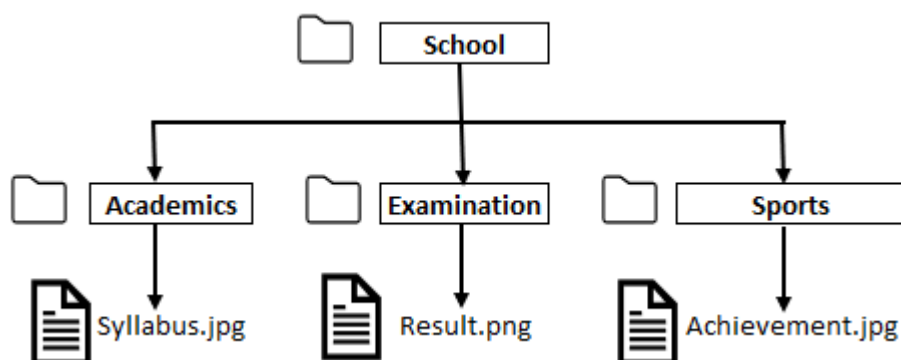 School
Academics
Examination
Sports
Syllabus.jpg
Result.png
Achievement.jpg